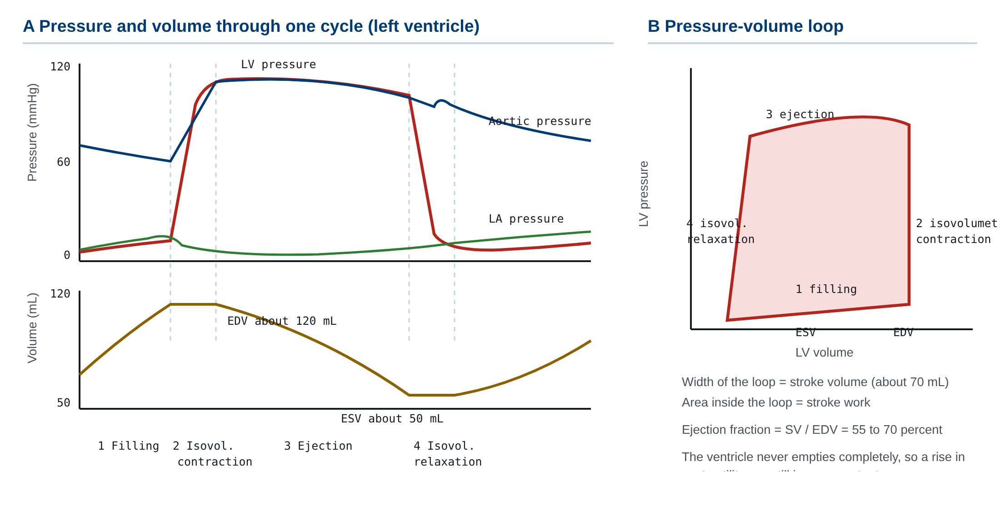 A Pressure and volume through one cycle (left ventricle)
120
LV pressure
Pressure (mmHg)
Aortic pressure
60
LA pressure
0
120
Volume (mL)
EDV about 120 mL
50
ESV about 50 mL
1 Filling
2 Isovol.
contraction
3 Ejection
4 Isovol.
relaxation
B Pressure-volume loop
3 ejection
LV pressure
4 isovol.
relaxation
2 isovolumetr
contraction
1 filling
ESV
EDV
LV volume
Width of the loop = stroke volume (about 70 mL)
Area inside the loop = stroke work
Ejection fraction = SV / EDV = 55 to 70 percent
The ventricle never empties completely, so a rise in